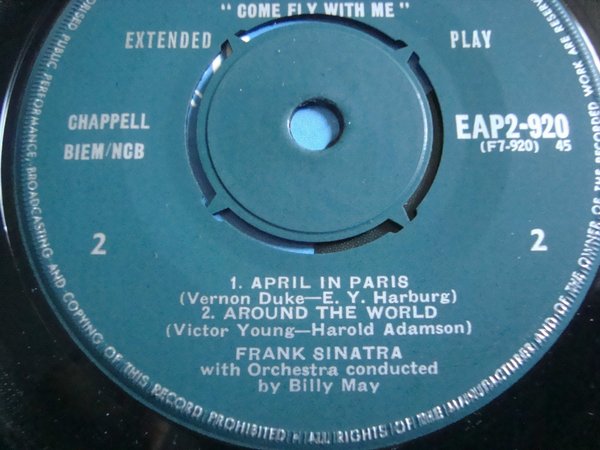 "COME FLY WITH ME"
EXTENDED PLAY
CHAPPELL
BIEM/NCB
EAP2-920
(F7-920) 45
2
2
1. APRIL IN PARIS
(Vernon Duke—E. Y. Harburg)
2. AROUND THE WORLD
(Victor Young—Harold Adamson)
FRANK SINATRA
with Orchestra conducted
by Billy May
ALL RIGHTS OF THE MANUFACTURER AND OF THE OWNER OF THE RECORDED WORK ARE RESERVED
PUBLIC PERFORMANCE, BROADCASTING AND COPYING OF THIS RECORD PROHIBITED •